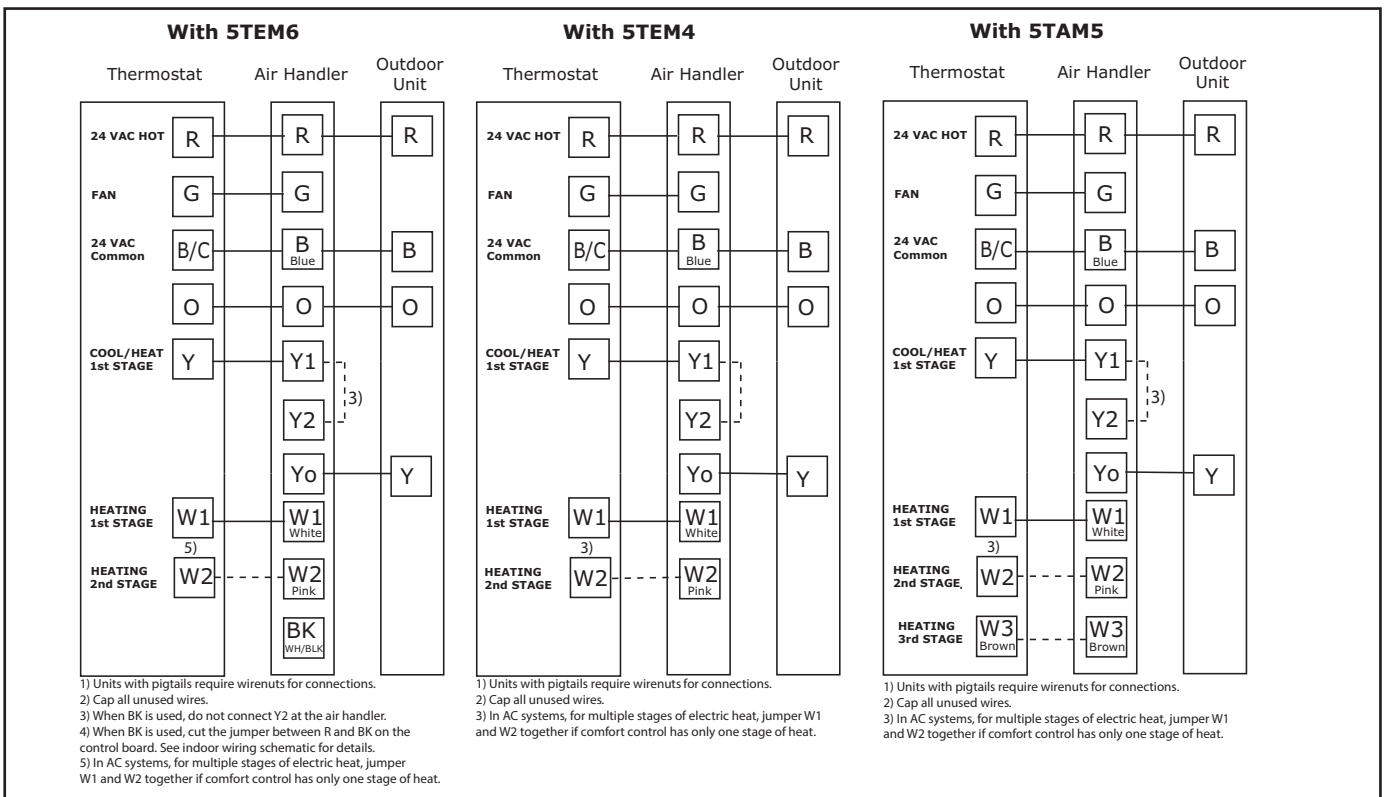 With 5TEM6
Thermostat Air Handler Outdoor
Unit
24 VAC HOT R R R
FAN G G
24 VAC
Common B/C B B
Blue
O O O
COOL/HEAT
1st STAGE Y Y1
3)
Y2
Yo Y
HEATING
1st STAGE W1 W1
White
5)
HEATING
2nd STAGE W2 W2
Pink
BK
WH/BLK
1) Units with pigtails require wirenuts for connections.
2) Cap all unused wires.
3) When BK is used, do not connect Y2 at the air handler.
4) When BK is used, cut the jumper between R and BK on the
control board. See indoor wiring schematic for details.
5) In AC systems, for multiple stages of electric heat, jumper
W1 and W2 together if comfort control has only one stage of heat.
With 5TEM4
Thermostat Air Handler Outdoor
Unit
24 VAC HOT R R R
FAN G G
24 VAC
Common B/C B B
Blue
O O O
COOL/HEAT
1st STAGE Y Y1
Y2
Yo Y
HEATING
1st STAGE W1 W1
White
3)
HEATING
2nd STAGE W2 W2
Pink
1) Units with pigtails require wirenuts for connections.
2) Cap all unused wires.
3) In AC systems, for multiple stages of electric heat, jumper W1
and W2 together if comfort control has only one stage of heat.
With 5TAM5
Thermostat Air Handler Outdoor
Unit
24 VAC HOT R R R
FAN G G
24 VAC
Common B/C B B
Blue
O O O
COOL/HEAT
1st STAGE Y Y1
3)
Y2
Yo Y
HEATING
1st STAGE W1 W1
White
3)
HEATING
2nd STAGE. W2 W2
Pink
HEATING
3rd STAGE W3 W3
Brown Brown
1) Units with pigtails require wirenuts for connections.
2) Cap all unused wires.
3) In AC systems, for multiple stages of electric heat, jumper W1
and W2 together if comfort control has only one stage of heat.